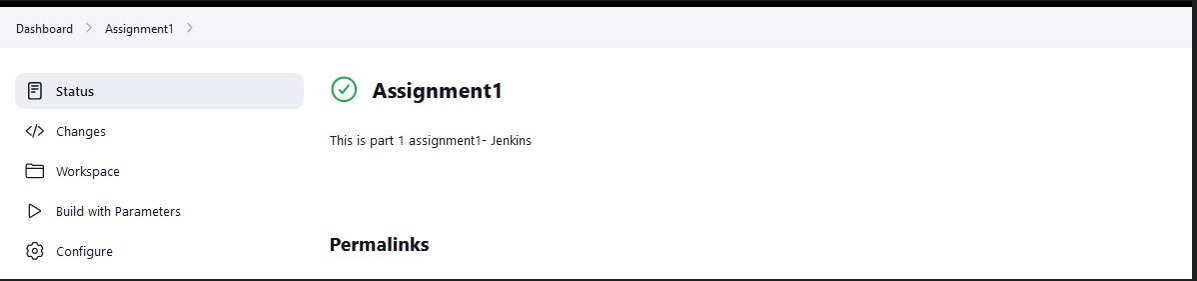 Dashboard > Assignment1 >
Status
Changes
Workspace
Build with Parameters
Configure
Assignment1
This is part 1 assignment1- Jenkins
Permalinks